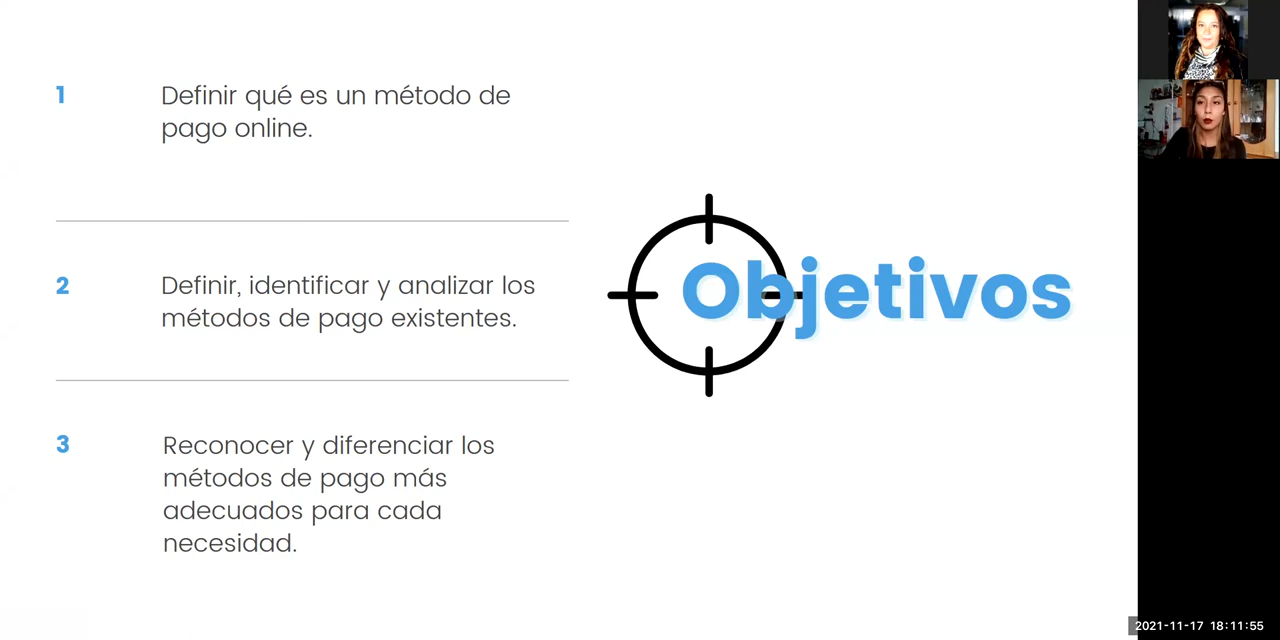 1
Definir qué es un método de
pago online.
2
Definir, identificar y analizar los
métodos de pago existentes.
3
Reconocer y diferenciar los
métodos de pago más
adecuados para cada
necesidad.
Objetivos
2021-11-17 18:11:55